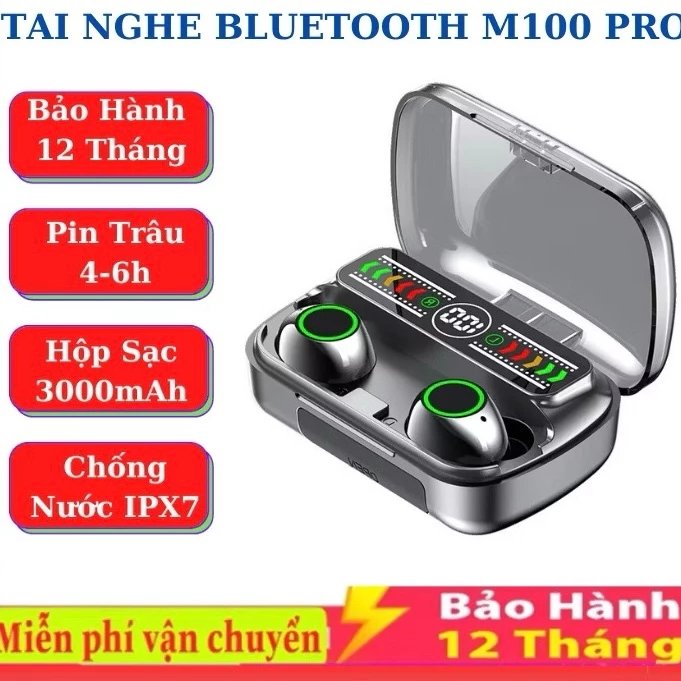 TAI NGHE BLUETOOTH M100 PRO
Bảo Hành
12 Tháng
Pin Trâu
4-6h
Hộp Sạc
3000mAh
Chống
Nước IPX7
R
100
L
Miễn phí vận chuyển
Bảo Hành
12 Tháng